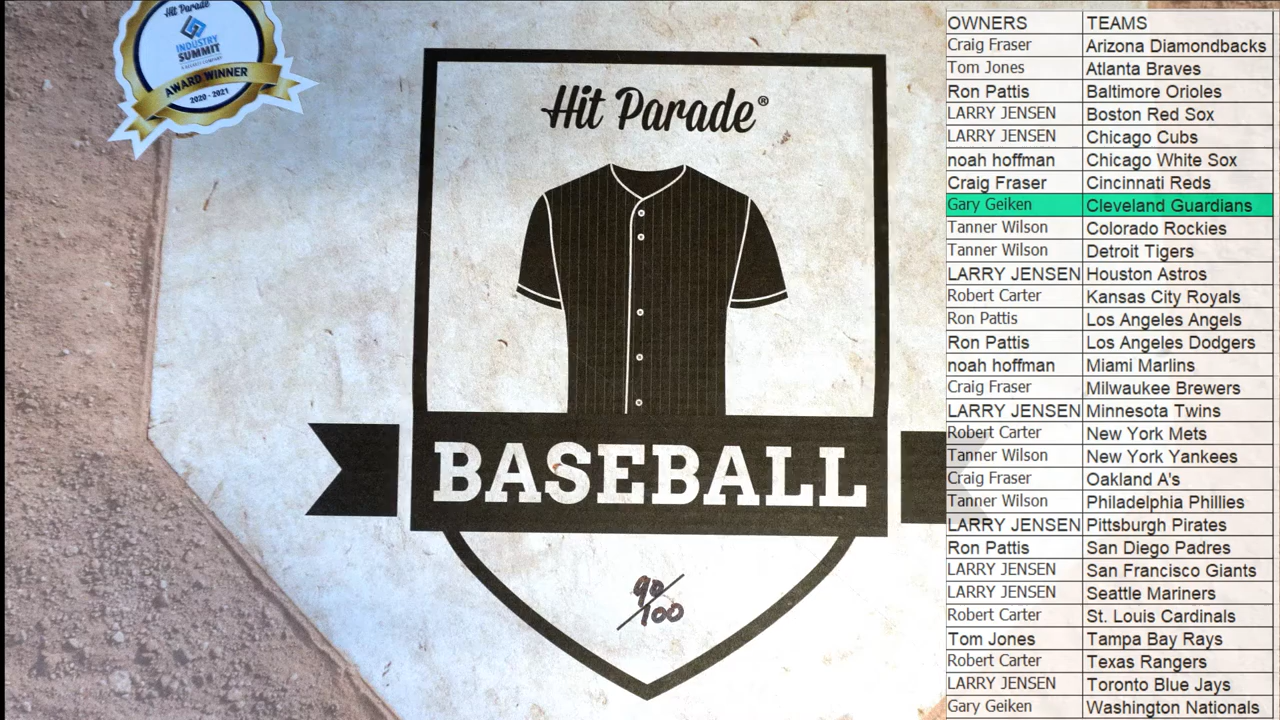 Hit Parade
INDUSTRY
SUMMIT
AWARD WINNER
2020 - 2021
Hit Parade®
BASEBALL
90/100
OWNERS TEAMS
Craig Fraser Arizona Diamondbacks
Tom Jones Atlanta Braves
Ron Pattis Baltimore Orioles
LARRY JENSEN Boston Red Sox
LARRY JENSEN Chicago Cubs
noah hoffman Chicago White Sox
Craig Fraser Cincinnati Reds
Gary Geiken Cleveland Guardians
Tanner Wilson Colorado Rockies
Tanner Wilson Detroit Tigers
LARRY JENSEN Houston Astros
Robert Carter Kansas City Royals
Ron Pattis Los Angeles Angels
Ron Pattis Los Angeles Dodgers
noah hoffman Miami Marlins
Craig Fraser Milwaukee Brewers
LARRY JENSEN Minnesota Twins
Robert Carter New York Mets
Tanner Wilson New York Yankees
Craig Fraser Oakland A's
Tanner Wilson Philadelphia Phillies
LARRY JENSEN Pittsburgh Pirates
Ron Pattis San Diego Padres
LARRY JENSEN San Francisco Giants
LARRY JENSEN Seattle Mariners
Robert Carter St. Louis Cardinals
Tom Jones Tampa Bay Rays
Robert Carter Texas Rangers
LARRY JENSEN Toronto Blue Jays
Gary Geiken Washington Nationals